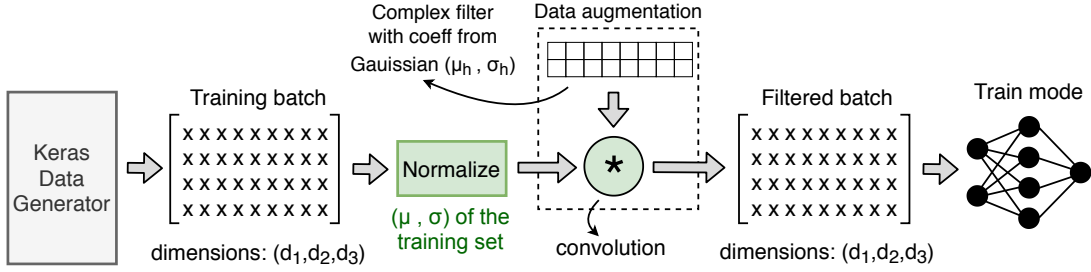 Complex filter
with coeff from
Gauissian (μh , σh)
Data augmentation
Keras
Data
Generator
Training batch
x x x x x x x x x
x x x x x x x x x
x x x x x x x x x
x x x x x x x x x
dimensions: (d1,d2,d3)
Normalize
(μ , σ) of the
training set
*
convolution
Filtered batch
x x x x x x x x x
x x x x x x x x x
x x x x x x x x x
x x x x x x x x x
dimensions: (d1,d2,d3)
Train mode